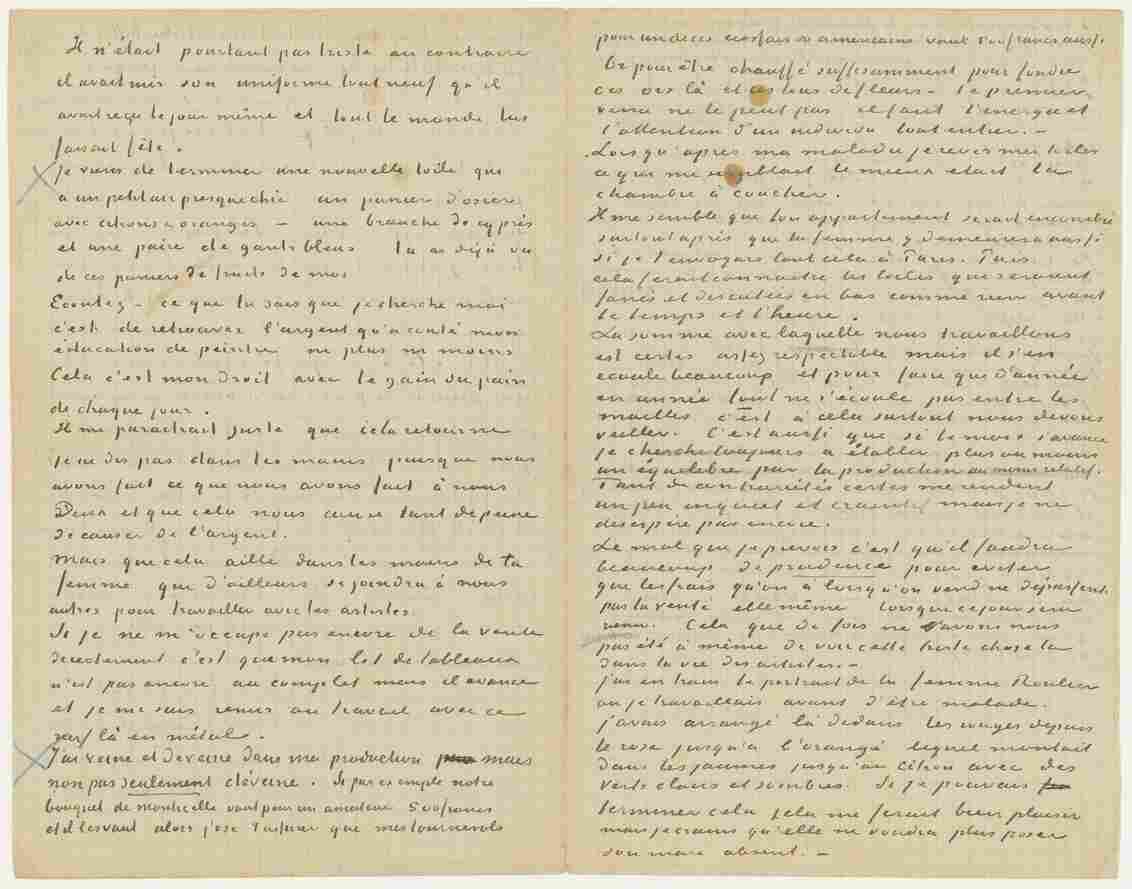 Il n'était pourtant pas triste au contraire
il avait mis son uniforme tout neuf qu'il
avait reçu le jour même et tout le monde lui
faisait fête.
Je viens de terminer une nouvelle toile qui
a un petit air presque chic un panier d'osier
avec citrons & oranges – une branche de cyprès
et une paire de gants bleus tu as déjà vu
de ces paniers de fruits de moi
Ecoutez – ce que tu sais que je cherche moi
c'est de retrouver l'argent qu'a couté mon
éducation de peintre ni plus ni moins
Cela c'est mon droit avec le gain du pain
de chaque jour.
Il me paraitrait juste que cela retourne
je ne dis pas dans tes mains puisque nous
avons fait ce que nous avons fait à nous
Deux et que cela nous cause tant de peine
de causer de l'argent.
mais que cela aille dans les mains de ta
femme qui d'ailleurs se joindra à nous
autres pour travailler avec les artistes.
Si je ne m'occupe pas encore de la vente
directement c'est que mon lot de tableaux
n'est pas encore au complet mais il avance
et je me suis remis au travail avec ce
nerf là en métal.
J'ai veine et deveine dans ma production mais
non pas seulement déveine. Si par exemple notre
bouquet de Monticelli vaut pour un amateur 500 francs
et il les vaut alors j'ose t'assurer que mes tournesols
pour un de ces ecossais ou americains vaut 500 francs aussi.
Or pour être chauffé suffisamment pour fondre
ces ors là et ces tons de fleurs – le premier
venu ne le peut pas il faut l'énergie et
l'attention d'un individu tout entier. –
Lorsqu'après ma maladie je revis mes toiles
ce qui me semblait le mieux etait la
chambre à coucher.
Il me semble que ton appartement serait encombré
surtout après que ta femme y demeurera aussi
si je t'envoyais tout cela à Paris. Puis
cela ferait connaitre les toiles qui seraient
fanés et discutées en bas comme rien avant
le temps et l'heure.
La somme avec laquelle nous travaillons
est certes assez respectable mais il s'en
ecoule beaucoup et pour faire que d'année
en année tout ne s'écoule pas entre les
mailles c'est à cela surtout nous devons
veiller. C'est aussi que si le mois s'avance
je cherche toujours à établir plus ou moins
un équilibre par la production au moins relatif.
Tant de contrariétés certes me rendent
un peu inquiet et craintif mais je ne
desespère pas encore.
Le mal que je prevois c'est qu'il faudra
beaucoup de prudence pour eviter
que les frais qu'on a lorsqu'on vend ne dépassent
pas la vente elle même lorsque ce jour sera
venu. Cela que de fois ne l'avons nous
pas été à même de voir cette triste chose là
dans la vie des artistes. –
j'ai en train le portrait de la femme Roulin
où je travaillais avant d'être malade.
j'avais arrangé là dedans les rouges depuis
le rose jusqu'à l'orangé lequel montait
dans les jaunes jusqu'au citron avec des
verts clairs et sombres. Si je pouvais
terminer cela cela me ferait bien plaisir
mais je crains qu'elle ne voudra plus poser
son mari absent. –